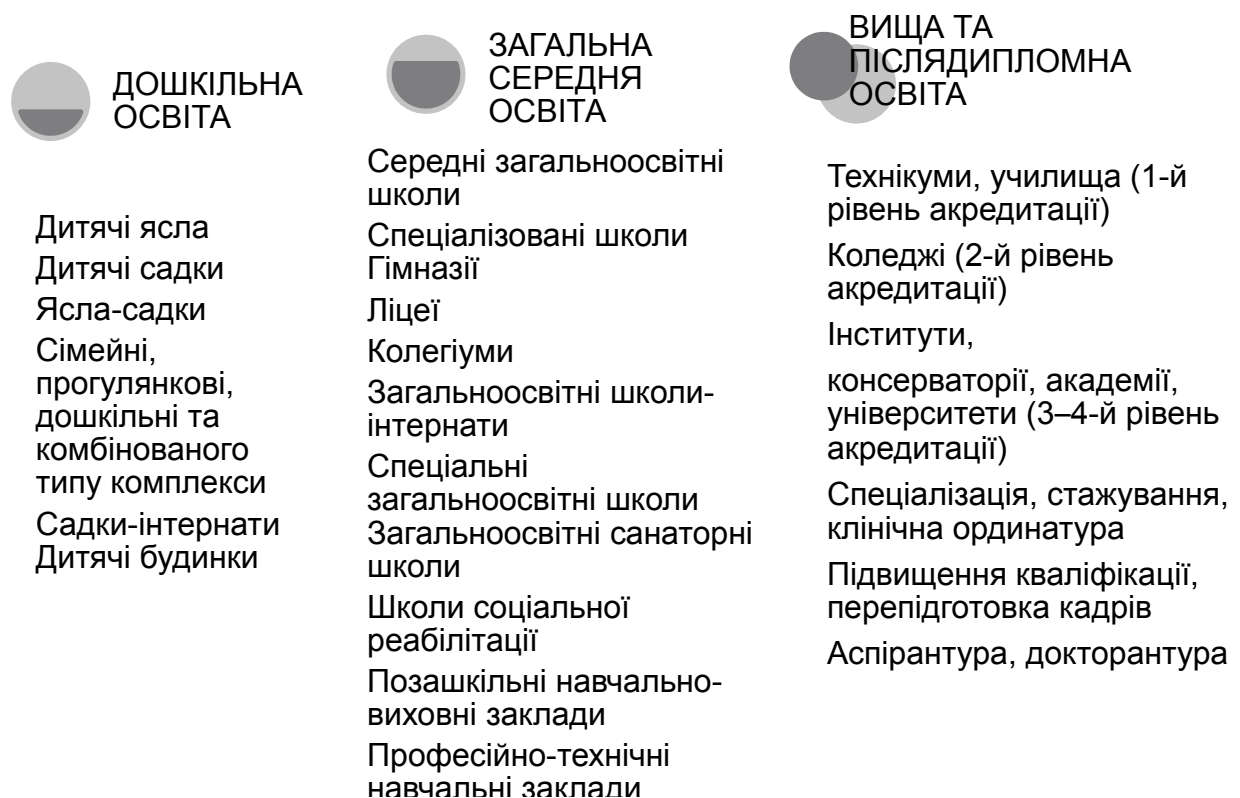 ДОШКІЛЬНА
ОСВІТА
Дитячі ясла
Дитячі садки
Ясла-садки
Сімейні,
прогулянкові,
дошкільні та
комбінованого
типу комплекси
Садки-інтернати
Дитячі будинки
ЗАГАЛЬНА
СЕРЕДНЯ
ОСВІТА
Середні загальноосвітні
школи
Спеціалізовані школи
Гімназії
Ліцеї
Колегіуми
Загальноосвітні школи-
інтернати
Спеціальні
загальноосвітні школи
Загальноосвітні санаторні
школи
Школи соціальної
реабілітації
Позашкільні навчально-
виховні заклади
Професійно-технічні
навчальні заклади
ВИЩА ТА
ПІСЛЯДИПЛОМНА
ОСВІТА
Технікуми, училища (1-й
рівень акредитації)
Коледжі (2-й рівень
акредитації)
Інститути,
консерваторії, академії,
університети (3–4-й рівень
акредитації)
Спеціалізація, стажування,
клінічна ординатура
Підвищення кваліфікації,
перепідготовка кадрів
Аспірантура, докторантура